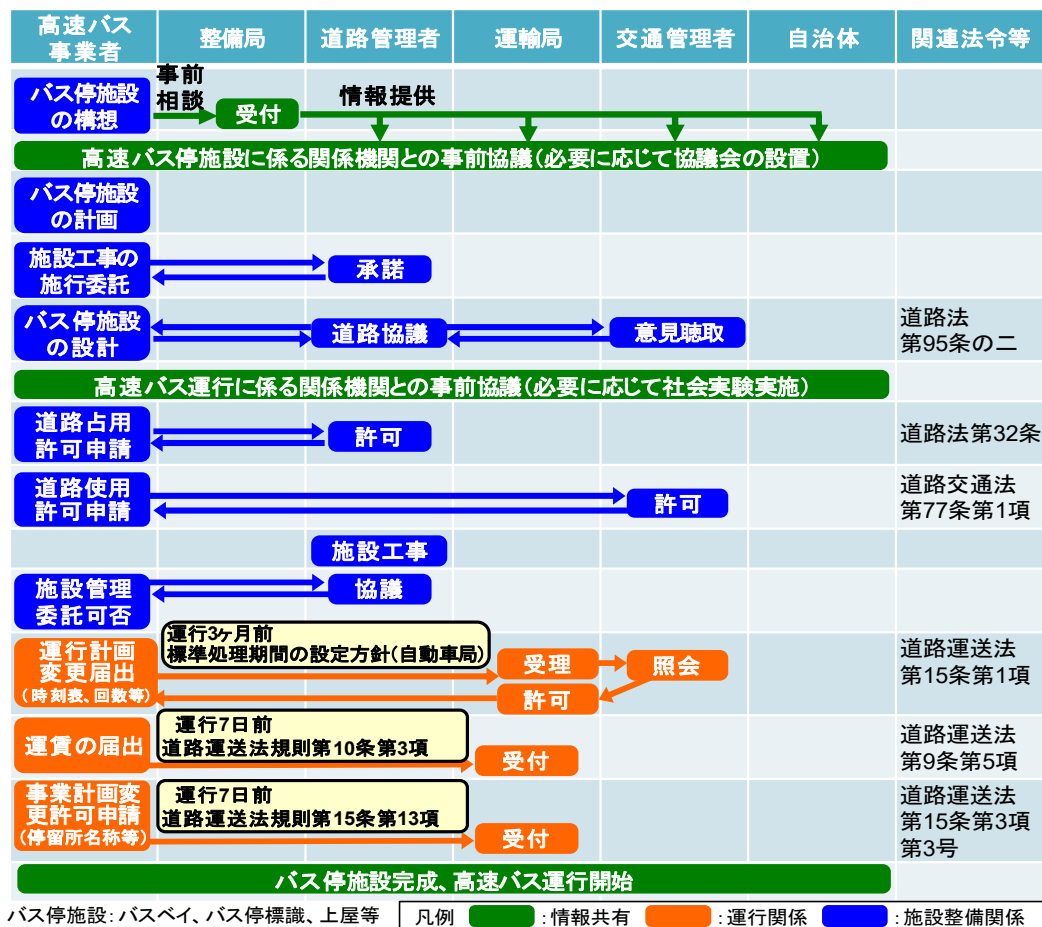 高速バス
事業者
整備局
道路管理者
運輸局
交通管理者
自治体
関連法令等
バス停施設
の構想
事前
相談
受付
情報提供
高速バス停施設に係る関係機関との事前協議(必要に応じて協議会の設置)
バス停施設
の計画
施設工事の
施行委託
承諾
バス停施設
の設計
道路協議
意見聴取
道路法
第95条の二
高速バス運行に係る関係機関との事前協議(必要に応じて社会実験実施)
道路占用
許可申請
許可
道路法第32条
道路使用
許可申請
許可
道路交通法
第77条第1項
施設工事
施設管理
委託可否
協議
運行計画
変更届出
(時刻表、回数等)
運行3ヶ月前
標準処理期間の設定方針(自動車局)
受理
照会
許可
道路運送法
第15条第1項
運賃の届出
運行7日前
道路運送法規則第10条第3項
受付
道路運送法
第9条第5項
事業計画変
更許可申請
(停留所名称等)
運行7日前
道路運送法規則第15条第13項
受付
道路運送法
第15条第3項
第3号
バス停施設完成、高速バス運行開始
バス停施設:バスベイ、バス停標識、上屋等
凡例
:情報共有
:運行関係
:施設整備関係